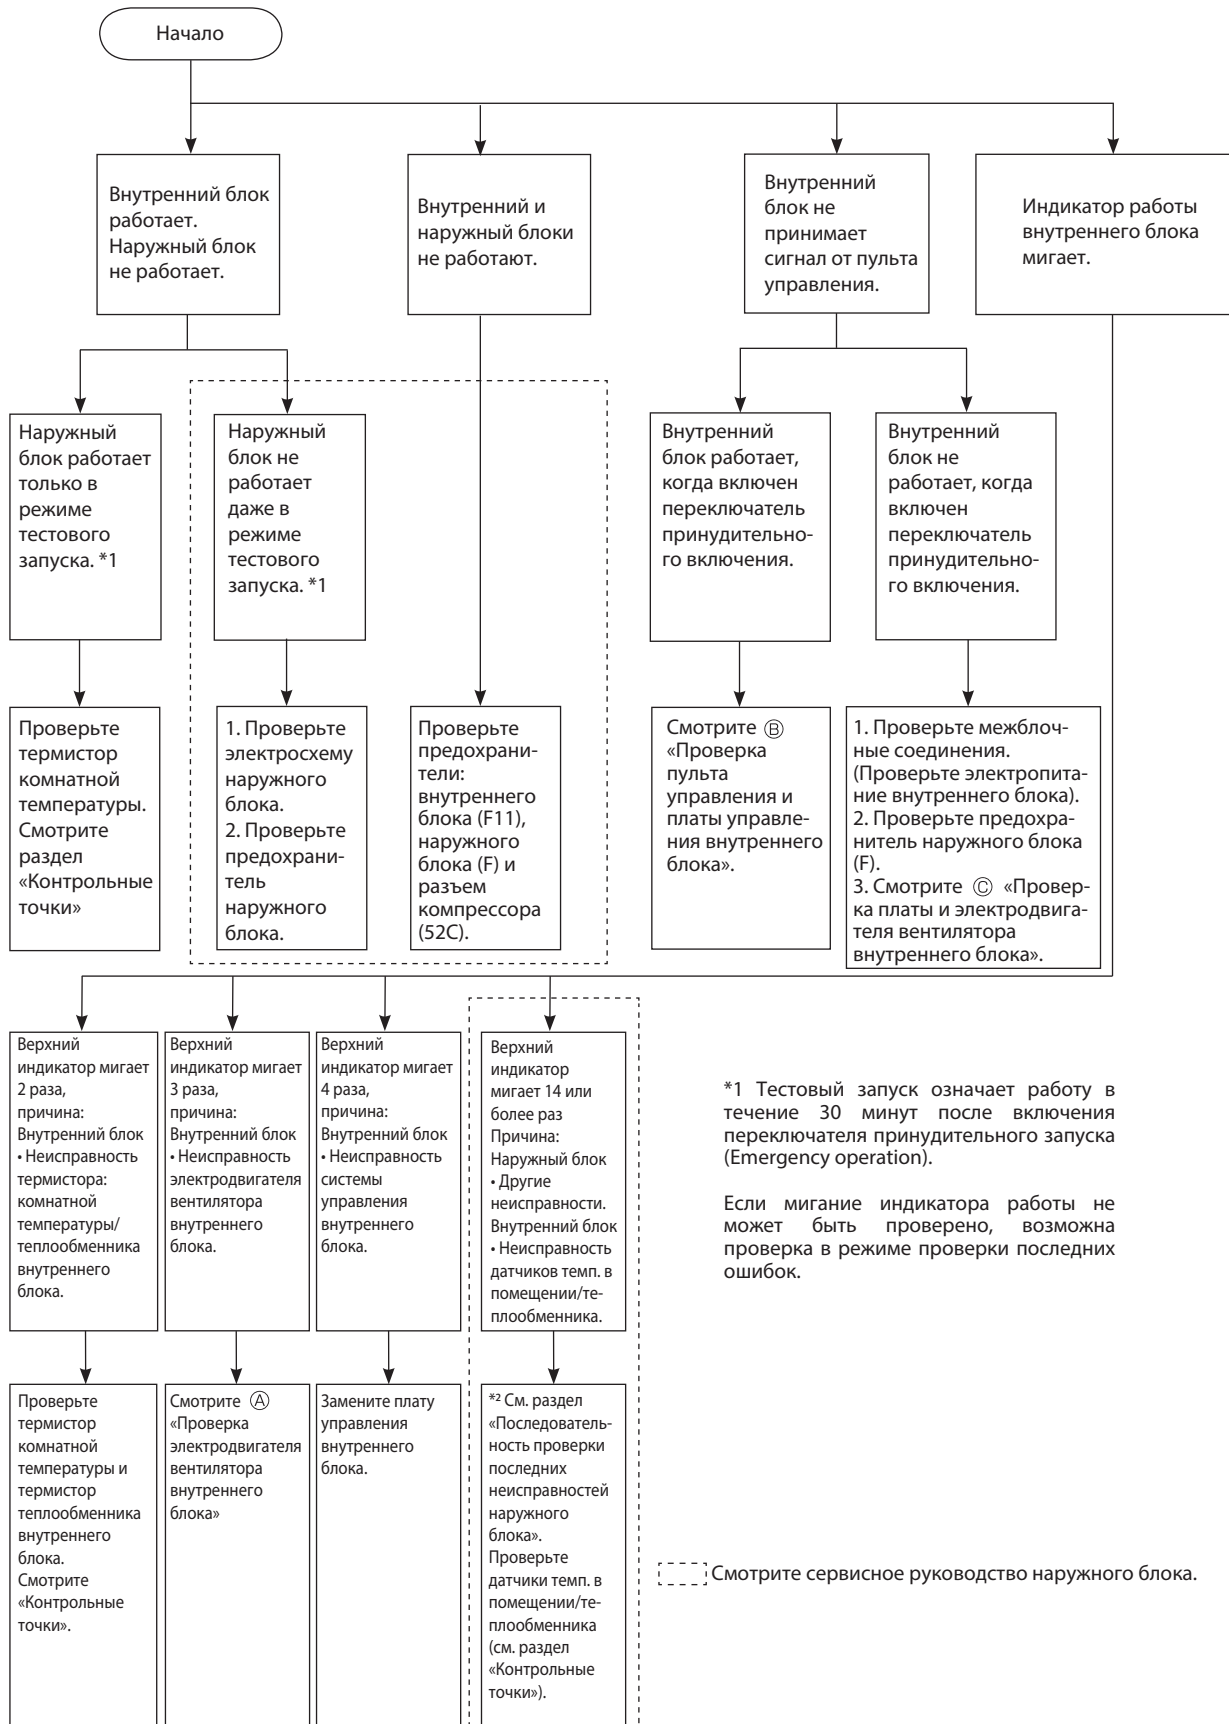 Начало
Внутренний блок
работает.
Наружный блок
не работает.
Внутренний и
наружный блоки
не работают.
Внутренний
блок не
принимает
сигнал от пульта
управления.
Индикатор работы
внутреннего блока
мигает.
Наружный
блок работает
только в
режиме
тестового
запуска. *1
Наружный
блок не
работает
даже в
режиме
тестового
запуска. *1
Внутренний
блок работает,
когда включен
переключатель
принудительно-
го включения.
Внутренний
блок не
работает, когда
включен
переключатель
принудительно-
го включения.
Проверьте
термистор
комнатной
температуры.
Смотрите
раздел
«Контрольные
точки»
1. Проверьте
электросхему
наружного
блока.
2. Проверьте
предохрани-
тель
наружного
блока.
Проверьте
предохрани-
тели:
внутреннего
блока (F11),
наружного
блока (F) и
разъем
компрессора
(52C).
Смотрите Ⓑ
«Проверка
пульта
управления и
платы управле-
ния внутреннего
блока».
1. Проверьте межблоч-
ные соединения.
(Проверьте электропита-
ние внутреннего блока).
2. Проверьте предохра-
нитель наружного блока
(F).
3. Смотрите Ⓒ «Провер-
ка платы и электродвига-
теля вентилятора
внутреннего блока».
Верхний
индикатор мигает
2 раза,
причина:
Внутренний блок
• Неисправность
термистора:
комнатной
температуры/
теплообменника
внутреннего
блока.
Верхний
индикатор мигает
3 раза,
причина:
Внутренний блок
• Неисправность
электродвигателя
вентилятора
внутреннего
блока.
Верхний
индикатор мигает
4 раза,
причина:
Внутренний блок
• Неисправность
системы
управления
внутреннего
блока.
Верхний
индикатор
мигает 14 или
более раз
Причина:
Наружный блок
• Другие
неисправности.
Внутренний блок
• Неисправность
датчиков темп. в
помещении/те-
плообменника.
*1 Тестовый запуск означает работу в
течение 30 минут после включения
переключателя принудительного запуска
(Emergency operation).
Если мигание индикатора работы не
может быть проверено, возможна
проверка в режиме проверки последних
ошибок.
Проверьте
термистор
комнатной
температуры и
термистор
теплообменника
внутреннего
блока.
Смотрите
«Контрольные
точки».
Смотрите Ⓐ
«Проверка
электродвигателя
вентилятора
внутреннего
блока»
Замените плату
управления
внутреннего
блока.
*² См. раздел
«Последователь-
ность проверки
последних
неисправностей
наружного
блока».
Проверьте
датчики темп. в
помещении/те-
плообменника
(см. раздел
«Контрольные
точки»).
Смотрите сервисное руководство наружного блока.